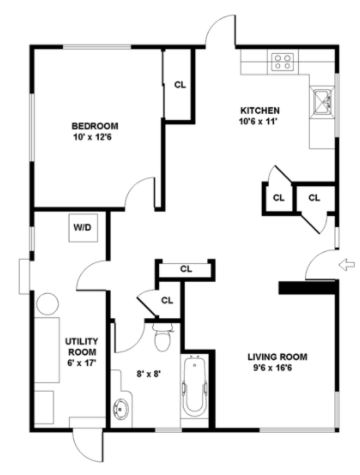 CL
KITCHEN
10'6 x 11'
BEDROOM
10' x 12'6
CL
CL
W/D
CL
CL
UTILITY
ROOM
6' x 17'
8' x 8'
LIVING ROOM
9'6 x 16'6